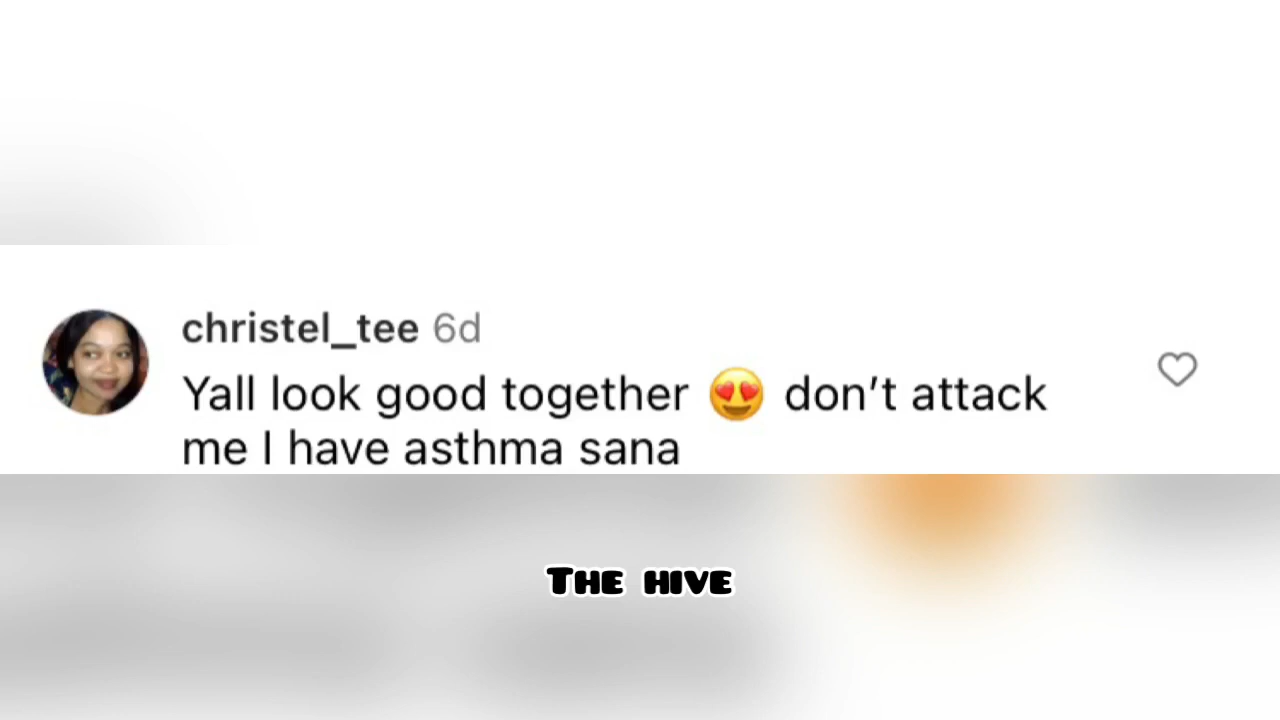 christel_tee 6d
Yall look good together 😍 don’t attack
me I have asthma sana
THE HIVE